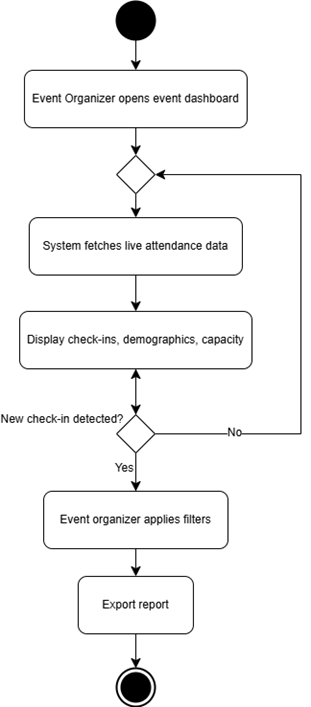 Event Organizer opens event dashboard
System fetches live attendance data
Display check-ins, demographics, capacity
New check-in detected?
No
Yes
Event organizer applies filters
Export report